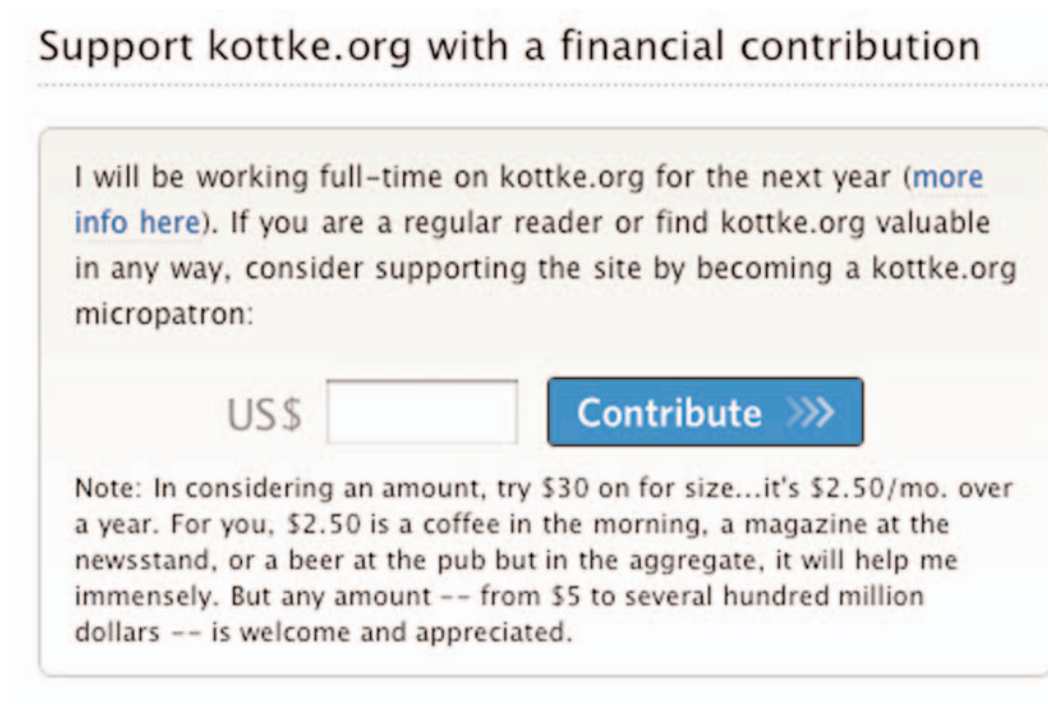 Support kottke.org with a financial contribution
I will be working full-time on kottke.org for the next year (more
info here). If you are a regular reader or find kottke.org valuable
in any way, consider supporting the site by becoming a kottke.org
micropatron:
US$ Contribute >>>
Note: In considering an amount, try $30 on for size...it's $2.50/mo. over
a year. For you, $2.50 is a coffee in the morning, a magazine at the
newsstand, or a beer at the pub but in the aggregate, it will help me
immensely. But any amount -- from $5 to several hundred million
dollars -- is welcome and appreciated.